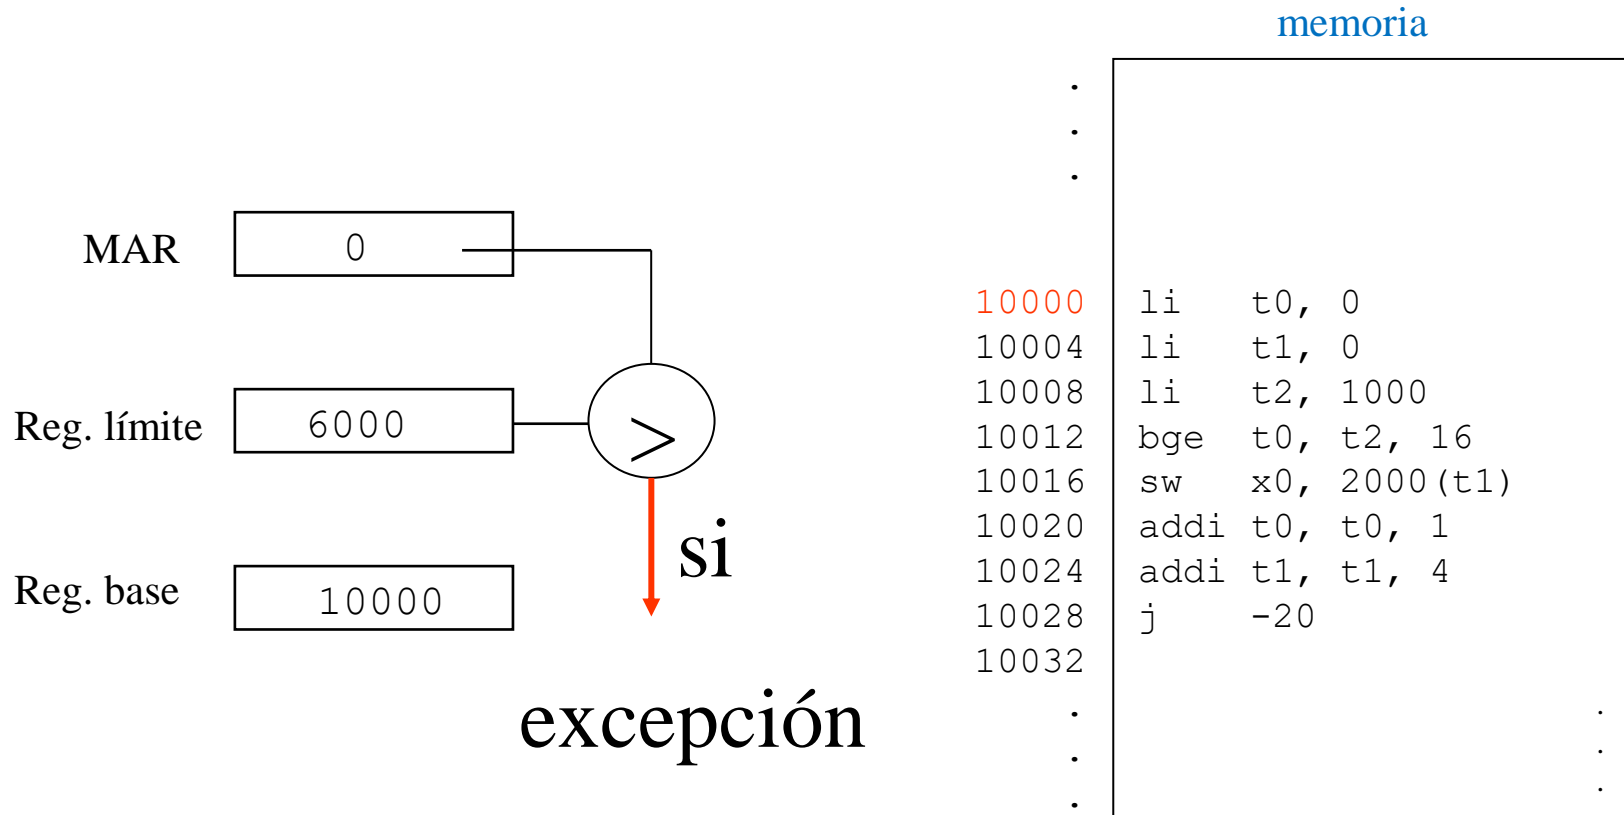 memoria
.
.
.
MAR 0
Reg. límite 6000
>
si
Reg. base 10000
excepción
10000 li t0, 0
10004 li t1, 0
10008 li t2, 1000
10012 bge t0, t2, 16
10016 sw x0, 2000(t1)
10020 addi t0, t0, 1
10024 addi t1, t1, 4
10028 j -20
10032
. .
. .
. .